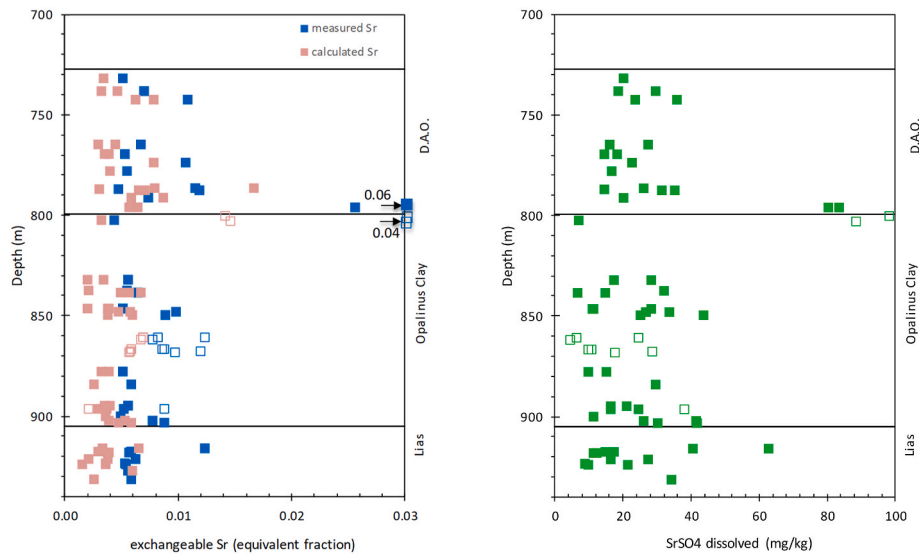 700
750
800
850
900
Depth (m)
0.00
0.01
0.02
0.03
exchangeable Sr (equivalent fraction)
measured Sr
calculated Sr
0.06
0.04
D.A.O.
Opalinus Clay
Lias
700
750
800
850
900
Depth (m)
0
20
40
60
80
100
SrSO4 dissolved (mg/kg)
D.A.O.
Opalinus Clay
Lias